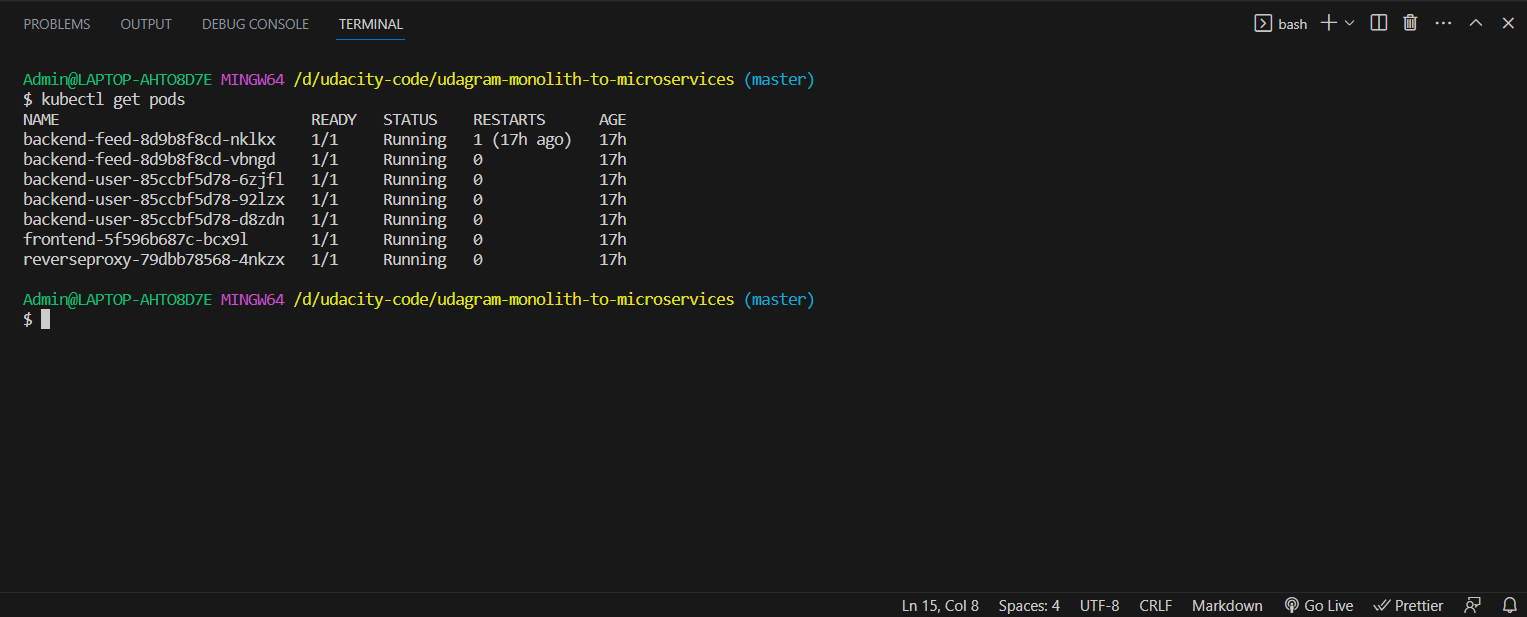 PROBLEMS OUTPUT DEBUG CONSOLE TERMINAL bash
Admin@LAPTOP-AHTO8D7E MINGW64 /d/udacity-code/udagram-monolith-to-microservices (master)
$ kubectl get pods
NAME READY STATUS RESTARTS AGE
backend-feed-8d9b8f8cd-nklkx 1/1 Running 1 (17h ago) 17h
backend-feed-8d9b8f8cd-vbngd 1/1 Running 0 17h
backend-user-85ccbf5d78-6zjfl 1/1 Running 0 17h
backend-user-85ccbf5d78-92lzx 1/1 Running 0 17h
backend-user-85ccbf5d78-d8zdn 1/1 Running 0 17h
frontend-5f596b687c-bcx9l 1/1 Running 0 17h
reverseproxy-79dbb78568-4nkzx 1/1 Running 0 17h
Admin@LAPTOP-AHTO8D7E MINGW64 /d/udacity-code/udagram-monolith-to-microservices (master)
$
Ln 15, Col 8 Spaces: 4 UTF-8 CRLF Markdown Go Live Prettier